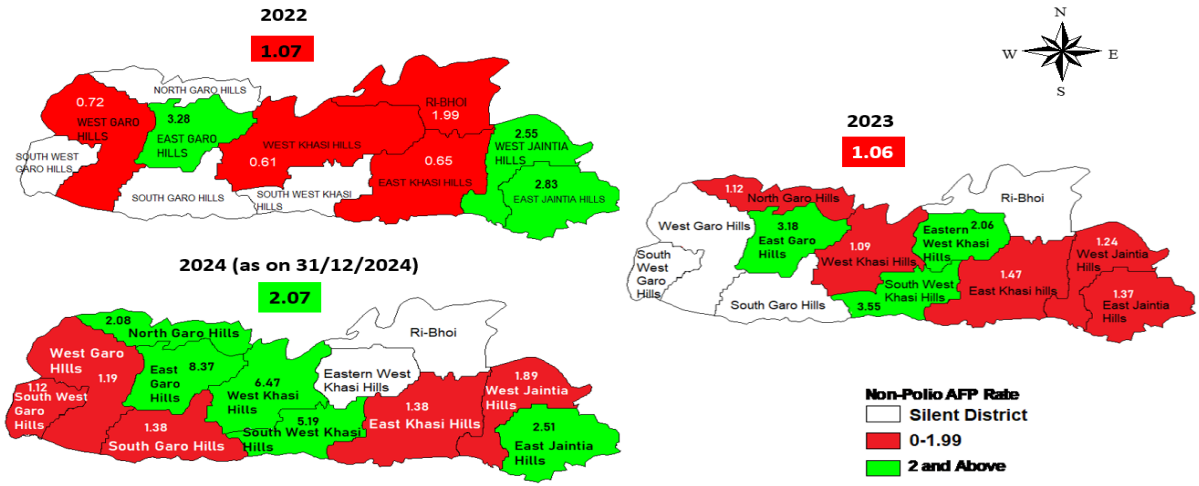 2022
1.07
NORTH GARO HILLS
0.72
WEST GARO
HILLS
3.28
EAST GARO
HILLS
SOUTH WEST
GARO HILLS
SOUTH GARO HILLS
WEST KHASI HILLS
0.61
SOUTH WEST KHASI
HILLS
RI-BHOI
1.99
0.65
EAST KHASI HILLS
2.55
WEST JAINTIA
HILLS
2.83
EAST JAINTIA HILLS
N
W
E
S
2023
1.06
1.12
North Garo Hills
West Garo Hills
3.18
East Garo
Hills
South
West
Garo
Hills
South Garo Hills
1.09
West Khasi Hills
Eastern 2.06
West Khasi
Hills
South West
Khasi Hills
3.55
Ri-Bhoi
1.47
East Khasi hills
1.24
West Jaintia
Hills
1.37
East Jaintia
Hills
2024 (as on 31/12/2024)
2.07
2.08
North Garo Hills
West Garo
Hills
1.19
East
Garo
Hills
8.37
1.12
South West
Garo
Hills
1.38
South Garo Hills
6.47
West Khasi
Hills
5.19
South West Khasi
Hills
Eastern West
Khasi Hills
Ri-Bhoi
1.38
East Khasi Hills
1.89
West Jaintia
Hills
2.51
East Jaintia
Hills
Non-Polio AFP Rate
Silent District
0-1.99
2 and Above